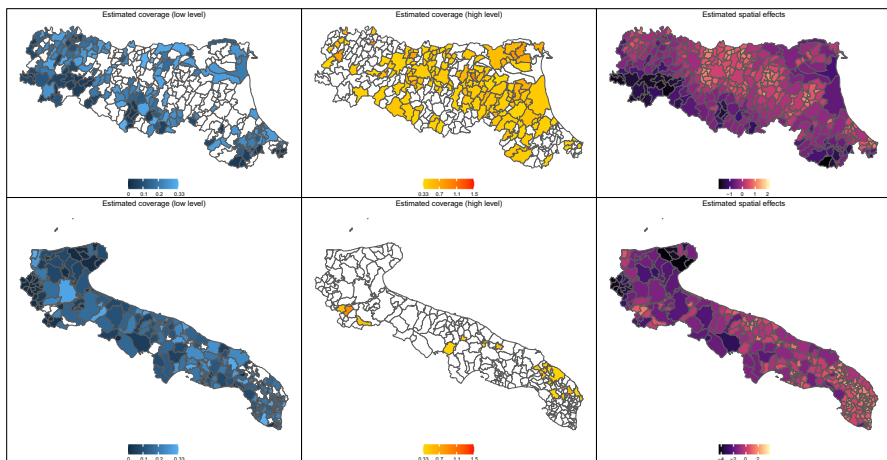 Estimated coverage (low level)
Estimated coverage (high level)
Estimated spatial effects
0 0.1 0.2 0.33
0.33 0.7 1.1 1.5
−1 0 1 2
Estimated coverage (low level)
Estimated coverage (high level)
Estimated spatial effects
0 0.1 0.2 0.33
0.33 0.7 1.1 1.5
−4 −2 0 2